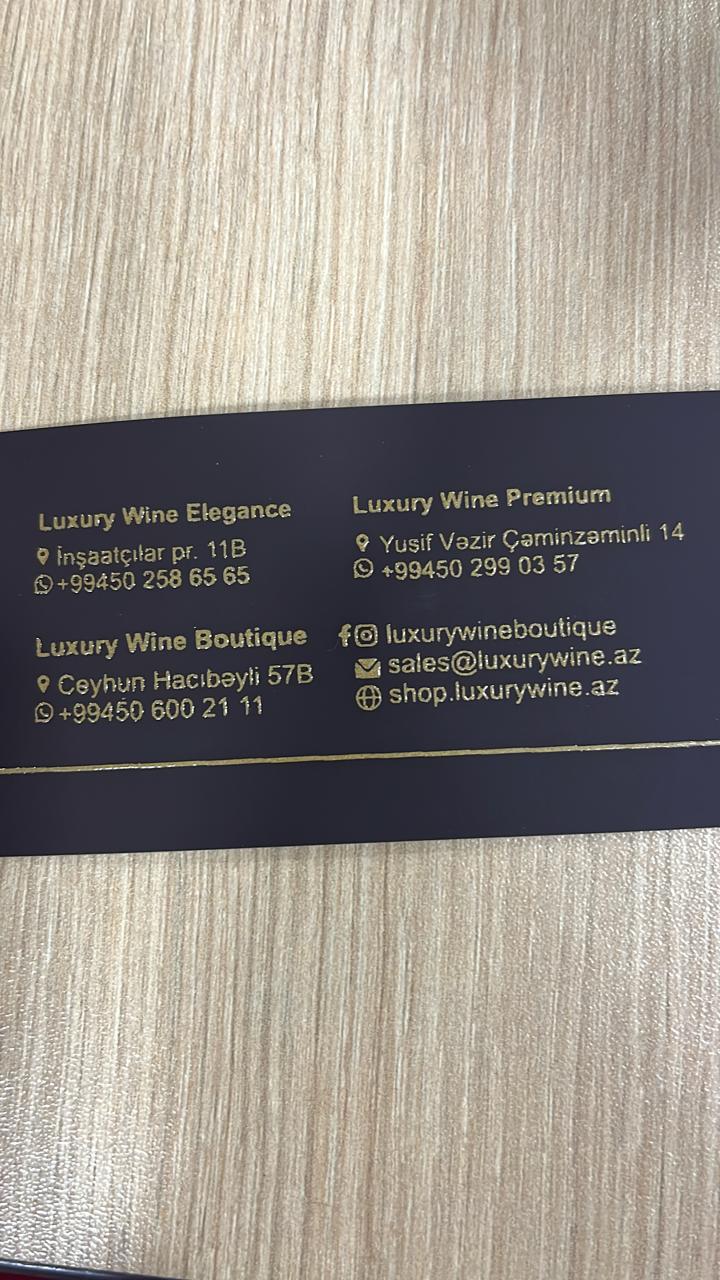 Luxury Wine Elegance
İnşaatçılar pr. 11B
+99450 258 65 65
Luxury Wine Boutique
Ceyhun Hacıbəyli 57B
+99450 600 21 11
Luxury Wine Premium
Yusif Vəzir Çəminzəminli 14
+99450 299 03 57
luxurywineboutique
sales@luxurywine.az
shop.luxurywine.az